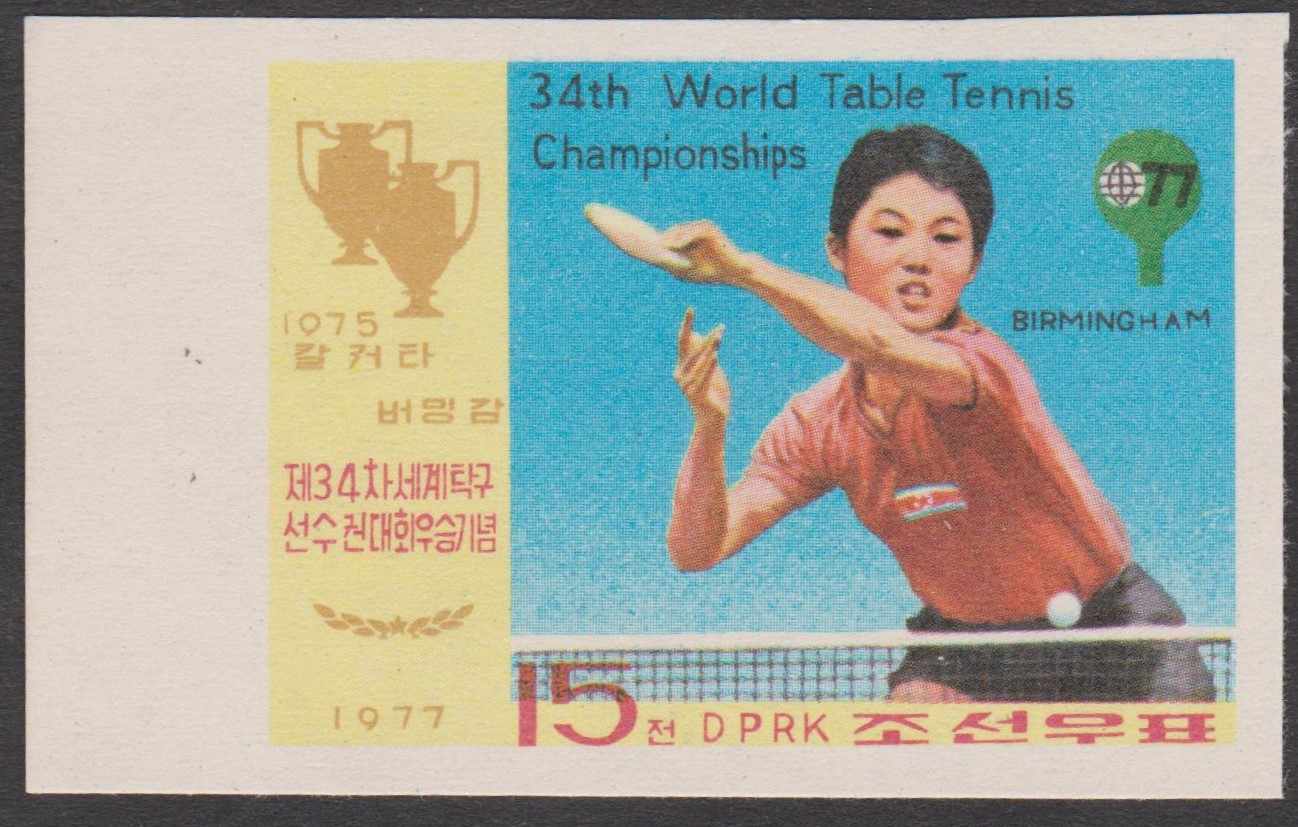 34th World Table Tennis
Championships
77
BIRMINGHAM
1975
칼커타
버밍감
제34차세계탁구
선수권대회우승기념
1977
15전 DPRK 조선우표